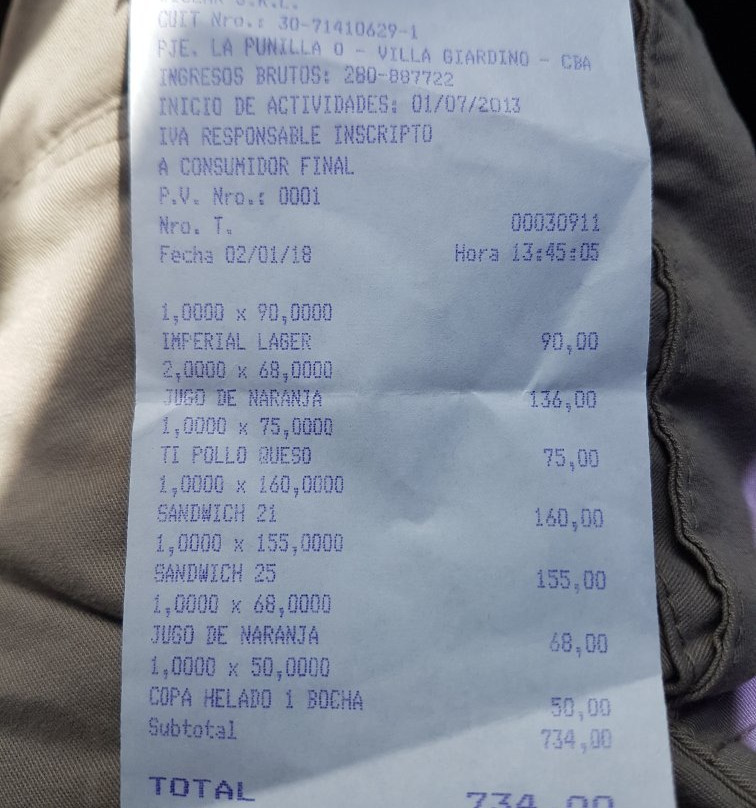 CUIT Nro.: 30-71410629-1
PJE. LA PUNILLA 0 - VILLA GIARDINO - CBA
INGRESOS BRUTOS: 280-887722
INICIO DE ACTIVIDADES: 01/07/2013
IVA RESPONSABLE INSCRIPTO
A CONSUMIDOR FINAL
P.V. Nro.: 0001
Nro. T. 00030911
Fecha 02/01/18 Hora 13:45:05
1,0000 x 90,0000
IMPERIAL LAGER 90,00
2,0000 x 68,0000
JUGO DE NARANJA 136,00
1,0000 x 75,0000
TI POLLO QUESO 75,00
1,0000 x 160,0000
SANDWICH 21 160,00
1,0000 x 155,0000
SANDWICH 25 155,00
1,0000 x 68,0000
JUGO DE NARANJA 68,00
1,0000 x 50,0000
COPA HELADO 1 BOCHA 50,00
Subtotal 734,00
TOTAL 734,00